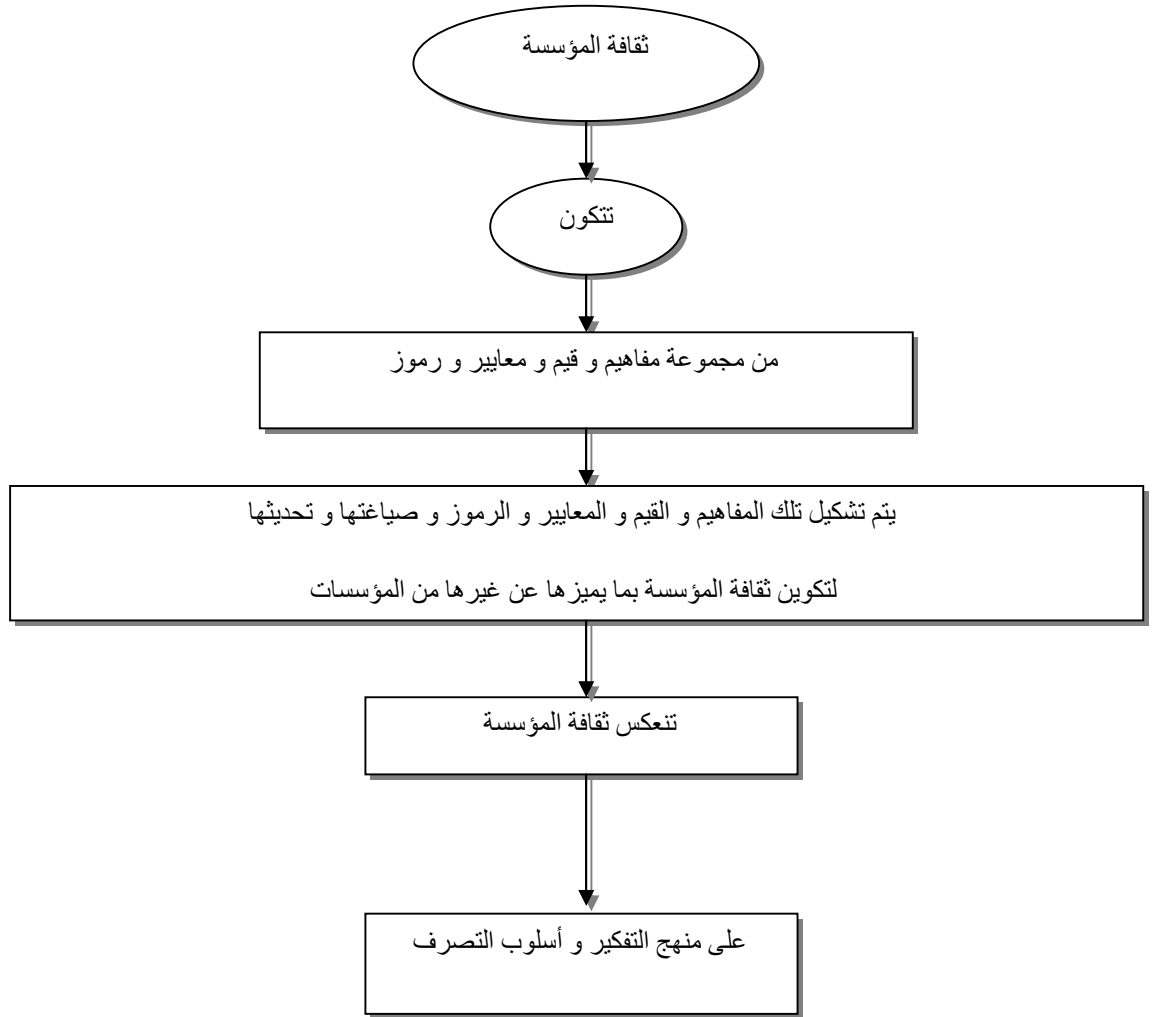 ثقافة المؤسسة
تتكون
من مجموعة مفاهيم و قيم و معايير و رموز
يتم تشكيل تلك المفاهيم و القيم و المعايير و الرموز و صياغتها و تحديثها
لتكوين ثقافة المؤسسة بما يميزها عن غيرها من المؤسسات
تنعكس ثقافة المؤسسة
على منهج التفكير و أسلوب التصرف